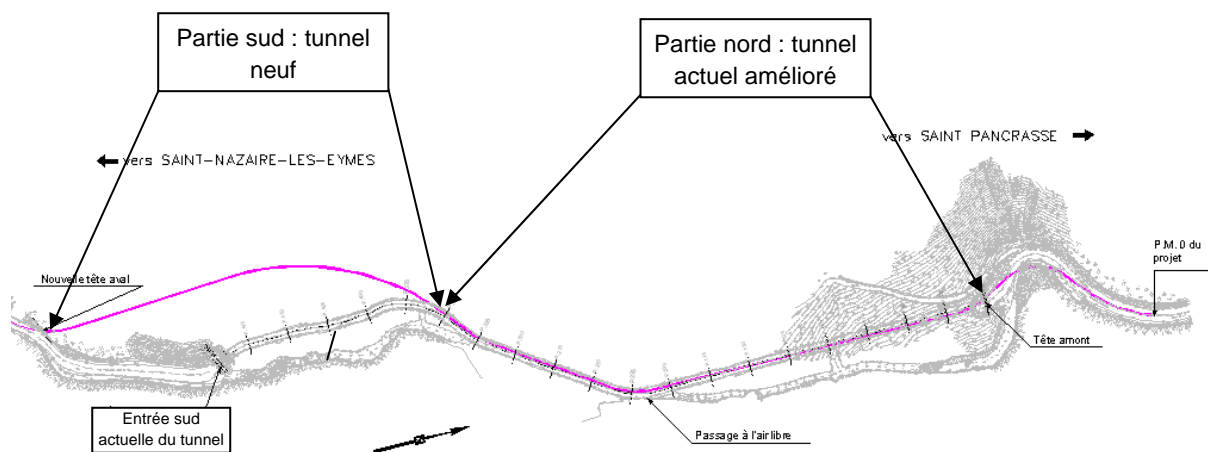 Partie sud : tunnel
neuf
Partie nord : tunnel
actuel amélioré
vers SAINT-NAZAIRE-LES-EYMES
vers SAINT PANCRASSE
Nouvelle tête aval
P.M. 0 du
projet
Tête amont
Entrée sud
actuelle du tunnel
Passage à l'air libre